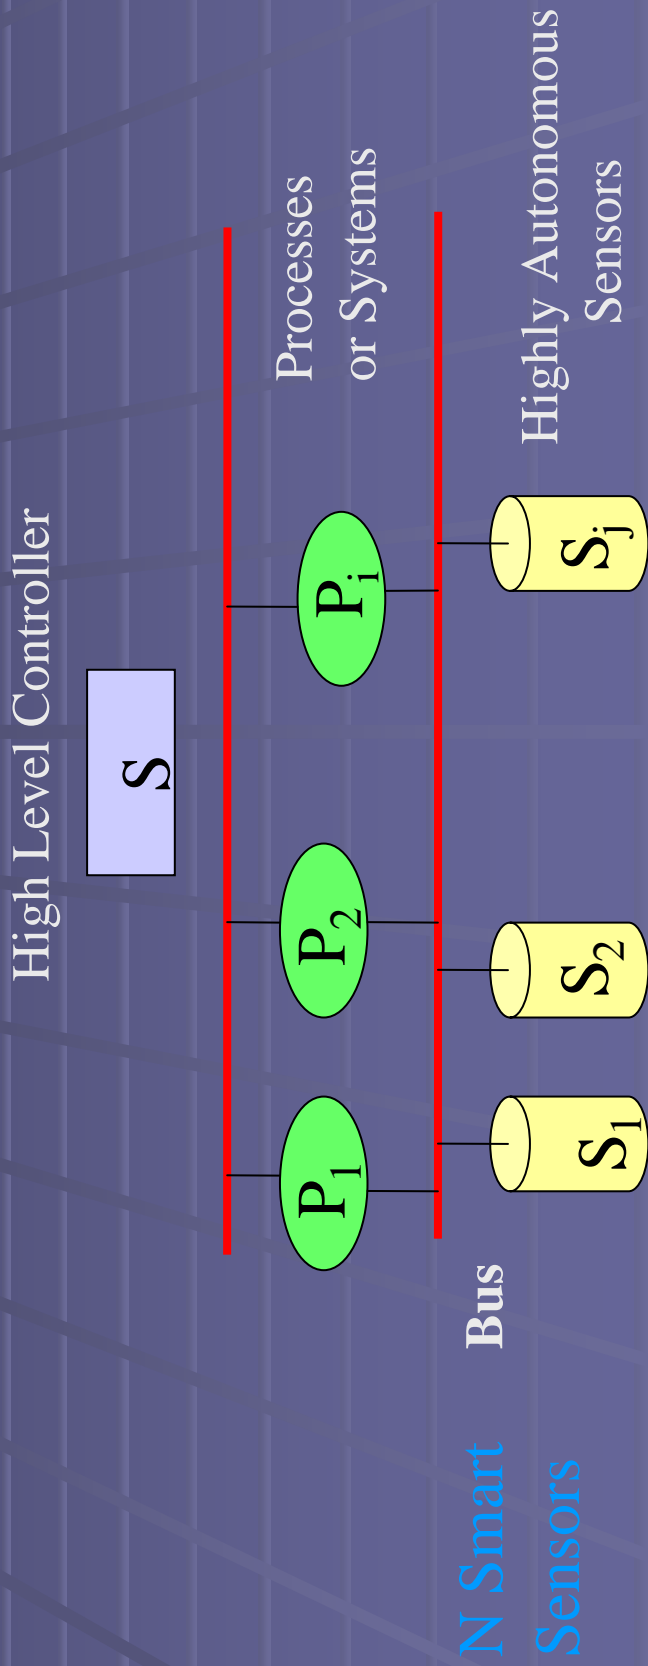 High Level Controller
S
Processes
or Systems
P1
P2
Pi
Bus
Highly Autonomous
Sensors
N Smart
Sensors
S1
S2
Sj